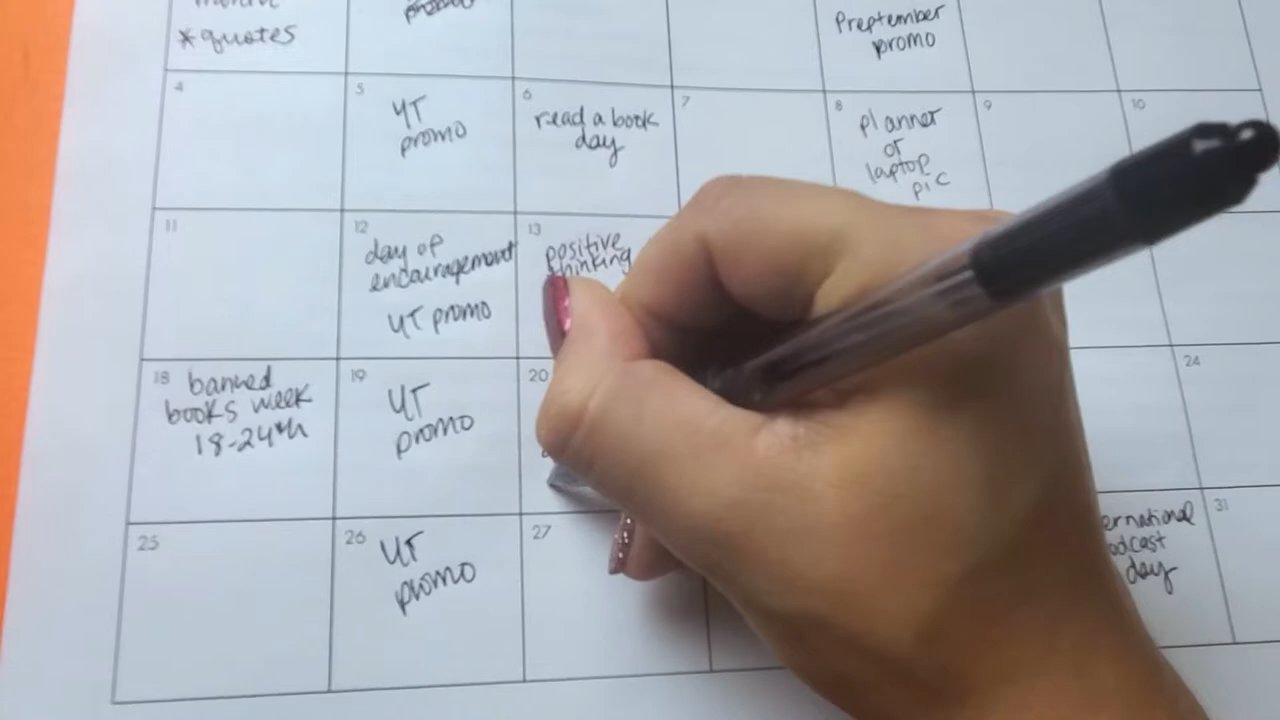 *quotes
Preptember
promo
4
5
YT
promo
6
read a book
day
7
8
planner
or
laptop
pic
9
10
11
12
day of
encouragement
YT promo
13
positive
thinking
18
banned
books week
18-24th
19
YT
promo
20
24
25
26
YT
promo
27
day
31